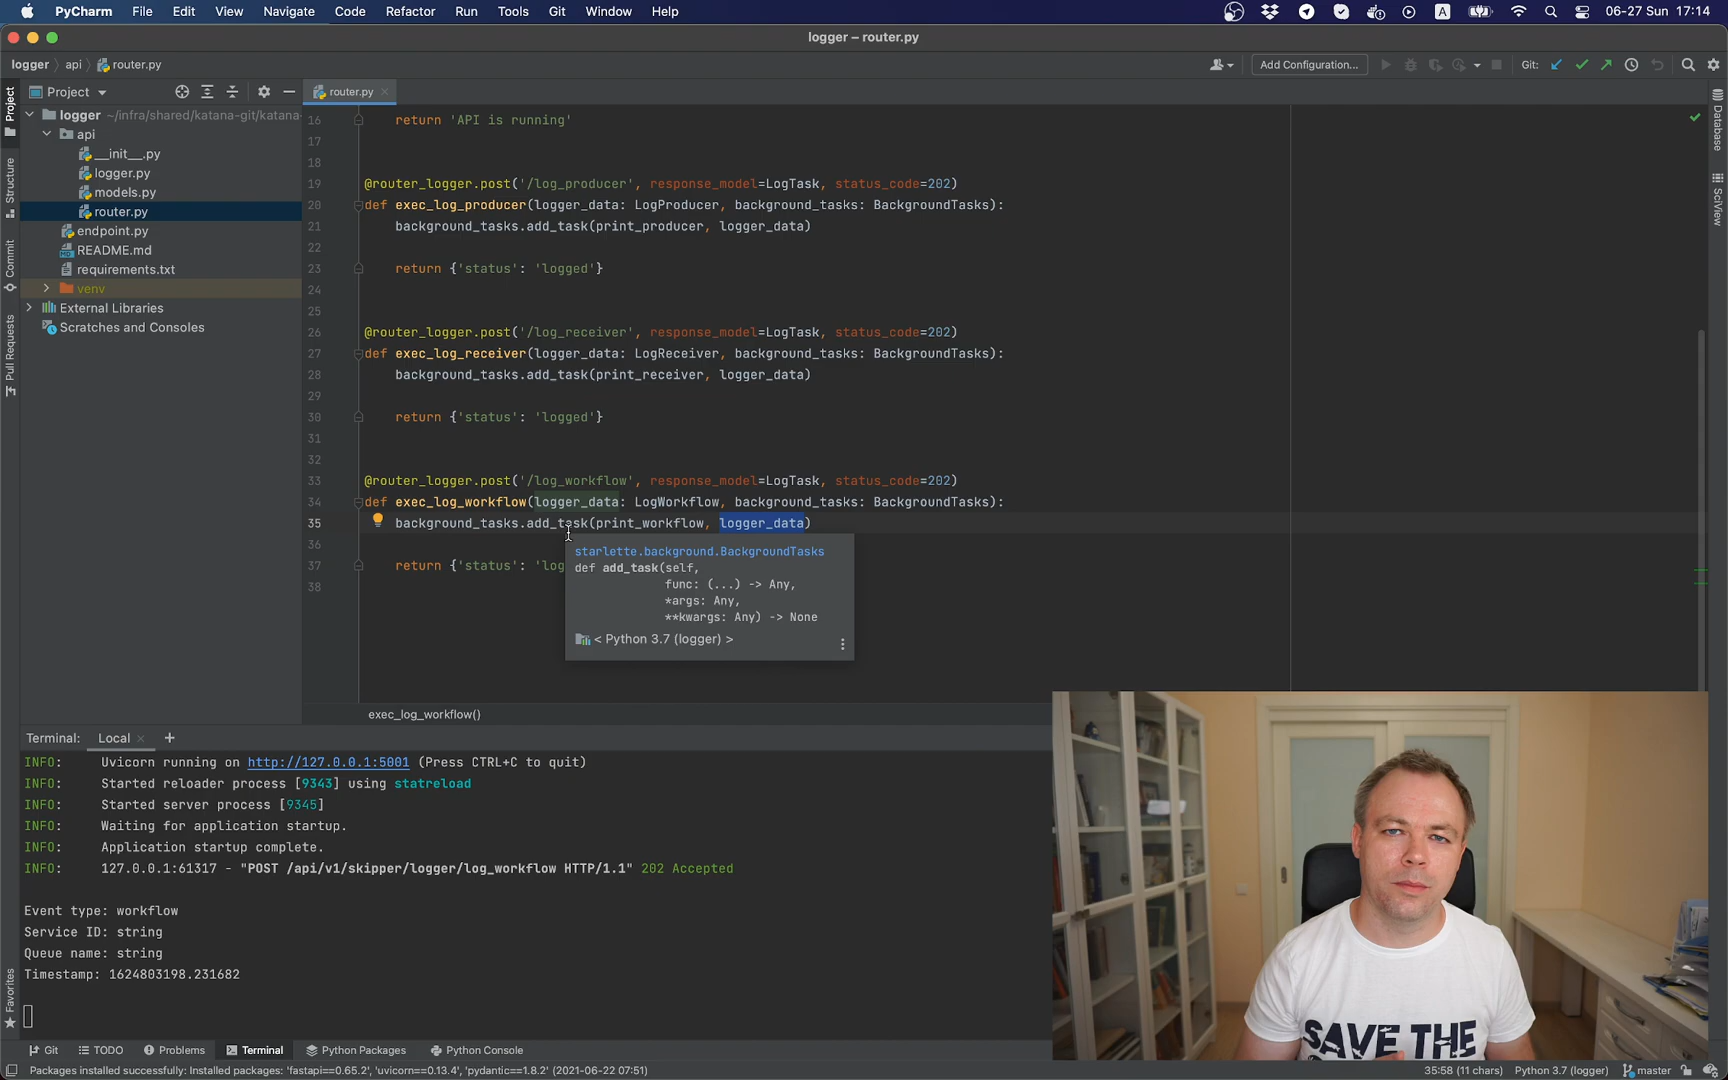 PyCharm File Edit View Navigate Code Refactor Run Tools Git Window Help
A
06-27 Sun 17:14
logger – router.py
logger api router.py
Add Configuration...
Git:
Project
router.py
Project
Structure
Commit
Pull Requests
Favorites
Database
SciView
logger ~/infra/shared/katana-git/katana-
api
__init__.py
logger.py
models.py
router.py
endpoint.py
README.md
requirements.txt
venv
External Libraries
Scratches and Consoles
16 return 'API is running'
17
18
19 @router_logger.post('/log_producer', response_model=LogTask, status_code=202)
20 def exec_log_producer(logger_data: LogProducer, background_tasks: BackgroundTasks):
21 background_tasks.add_task(print_producer, logger_data)
22
23 return {'status': 'logged'}
24
25
26 @router_logger.post('/log_receiver', response_model=LogTask, status_code=202)
27 def exec_log_receiver(logger_data: LogReceiver, background_tasks: BackgroundTasks):
28 background_tasks.add_task(print_receiver, logger_data)
29
30 return {'status': 'logged'}
31
32
33 @router_logger.post('/log_workflow', response_model=LogTask, status_code=202)
34 def exec_log_workflow(logger_data: LogWorkflow, background_tasks: BackgroundTasks):
35 background_tasks.add_task(print_workflow, logger_data)
36
37 return {'status': 'log
38
starlette.background.BackgroundTasks
def add_task(self,
func: (...) -> Any,
*args: Any,
**kwargs: Any) -> None
< Python 3.7 (logger) >
exec_log_workflow()
Terminal: Local +
INFO: Uvicorn running on http://127.0.0.1:5001 (Press CTRL+C to quit)
INFO: Started reloader process [9343] using statreload
INFO: Started server process [9345]
INFO: Waiting for application startup.
INFO: Application startup complete.
INFO: 127.0.0.1:61317 - "POST /api/v1/skipper/logger/log_workflow HTTP/1.1" 202 Accepted
Event type: workflow
Service ID: string
Queue name: string
Timestamp: 1624803198.231682
SAVE THE
Git TODO Problems Terminal Python Packages Python Console
Packages installed successfully: Installed packages: 'fastapi==0.65.2', 'uvicorn==0.13.4', 'pydantic==1.8.2' (2021-06-22 07:51)
35:58 (11 chars) Python 3.7 (logger) master